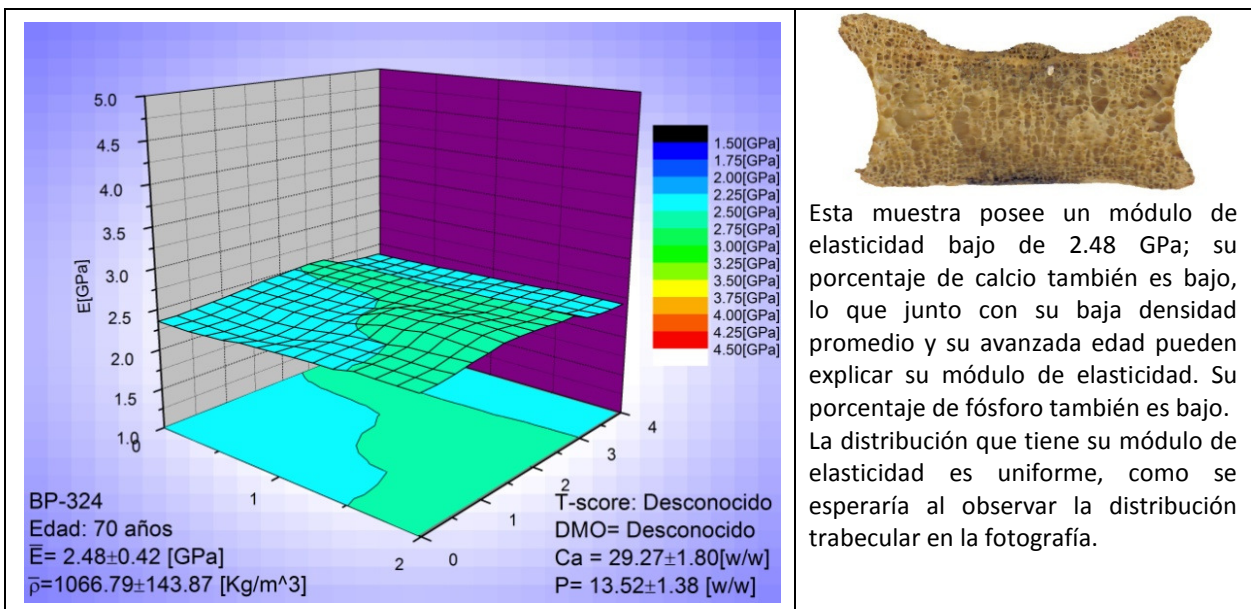 5.0
4.5
4.0
3.5
3.0
2.5
2.0
1.5
1.0
E[GPa]
0
1
2
0
1
2
3
4
1.50[GPa]
1.75[GPa]
2.00[GPa]
2.25[GPa]
2.50[GPa]
2.75[GPa]
3.00[GPa]
3.25[GPa]
3.50[GPa]
3.75[GPa]
4.00[GPa]
4.25[GPa]
4.50[GPa]
BP-324
Edad: 70 años
E̅= 2.48±0.42 [GPa]
ρ̅=1066.79±143.87 [Kg/m^3]
T-score: Desconocido
DMO= Desconocido
Ca = 29.27±1.80[w/w]
P= 13.52±1.38 [w/w]
Esta muestra posee un módulo de
elasticidad bajo de 2.48 GPa; su
porcentaje de calcio también es bajo,
lo que junto con su baja densidad
promedio y su avanzada edad pueden
explicar su módulo de elasticidad. Su
porcentaje de fósforo también es bajo.
La distribución que tiene su módulo de
elasticidad es uniforme, como se
esperaría al observar la distribución
trabecular en la fotografía.